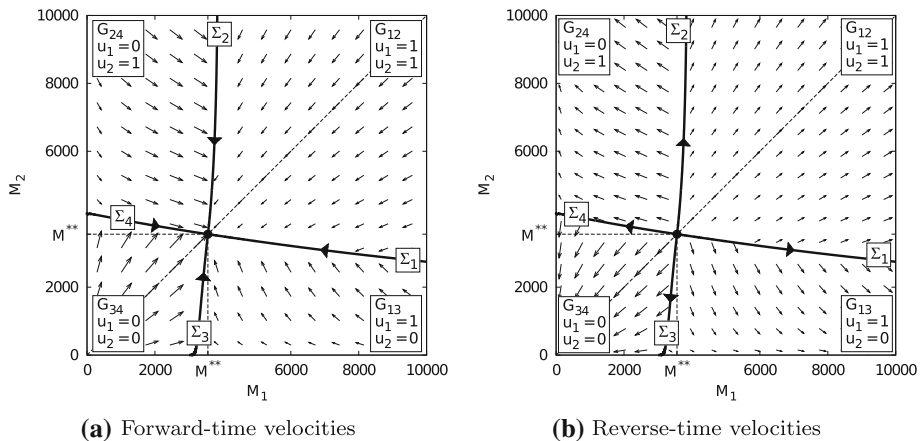 10000
8000
6000
4000
2000
0
M₂
M**
G₂₄
u₁=0
u₂=1
Σ₂
G₁₂
u₁=1
u₂=1
Σ₄
Σ₁
G₃₄
u₁=0
u₂=0
Σ₃
G₁₃
u₁=1
u₂=0
0 2000 M** 6000 8000 10000
M₁
(a) Forward-time velocities
10000
8000
6000
4000
2000
0
M₂
M**
G₂₄
u₁=0
u₂=1
Σ₂
G₁₂
u₁=1
u₂=1
Σ₄
Σ₁
G₃₄
u₁=0
u₂=0
Σ₃
G₁₃
u₁=1
u₂=0
0 2000 M** 6000 8000 10000
M₁
(b) Reverse-time velocities